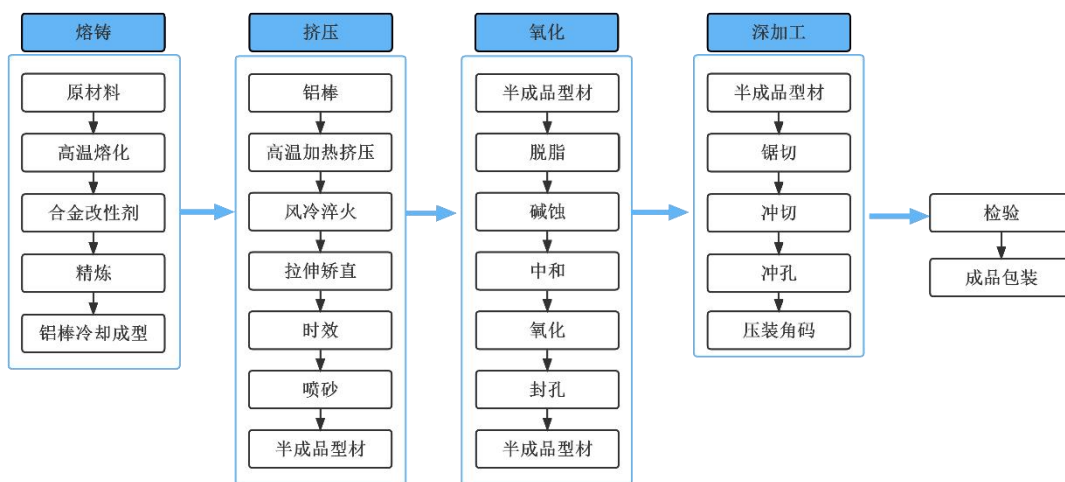 熔铸
原材料
高温熔化
合金改性剂
精炼
铝棒冷却成型
挤压
铝棒
高温加热挤压
风冷淬火
拉伸矫直
时效
喷砂
半成品型材
氧化
半成品型材
脱脂
碱蚀
中和
氧化
封孔
半成品型材
深加工
半成品型材
锯切
冲切
冲孔
压装角码
检验
成品包装